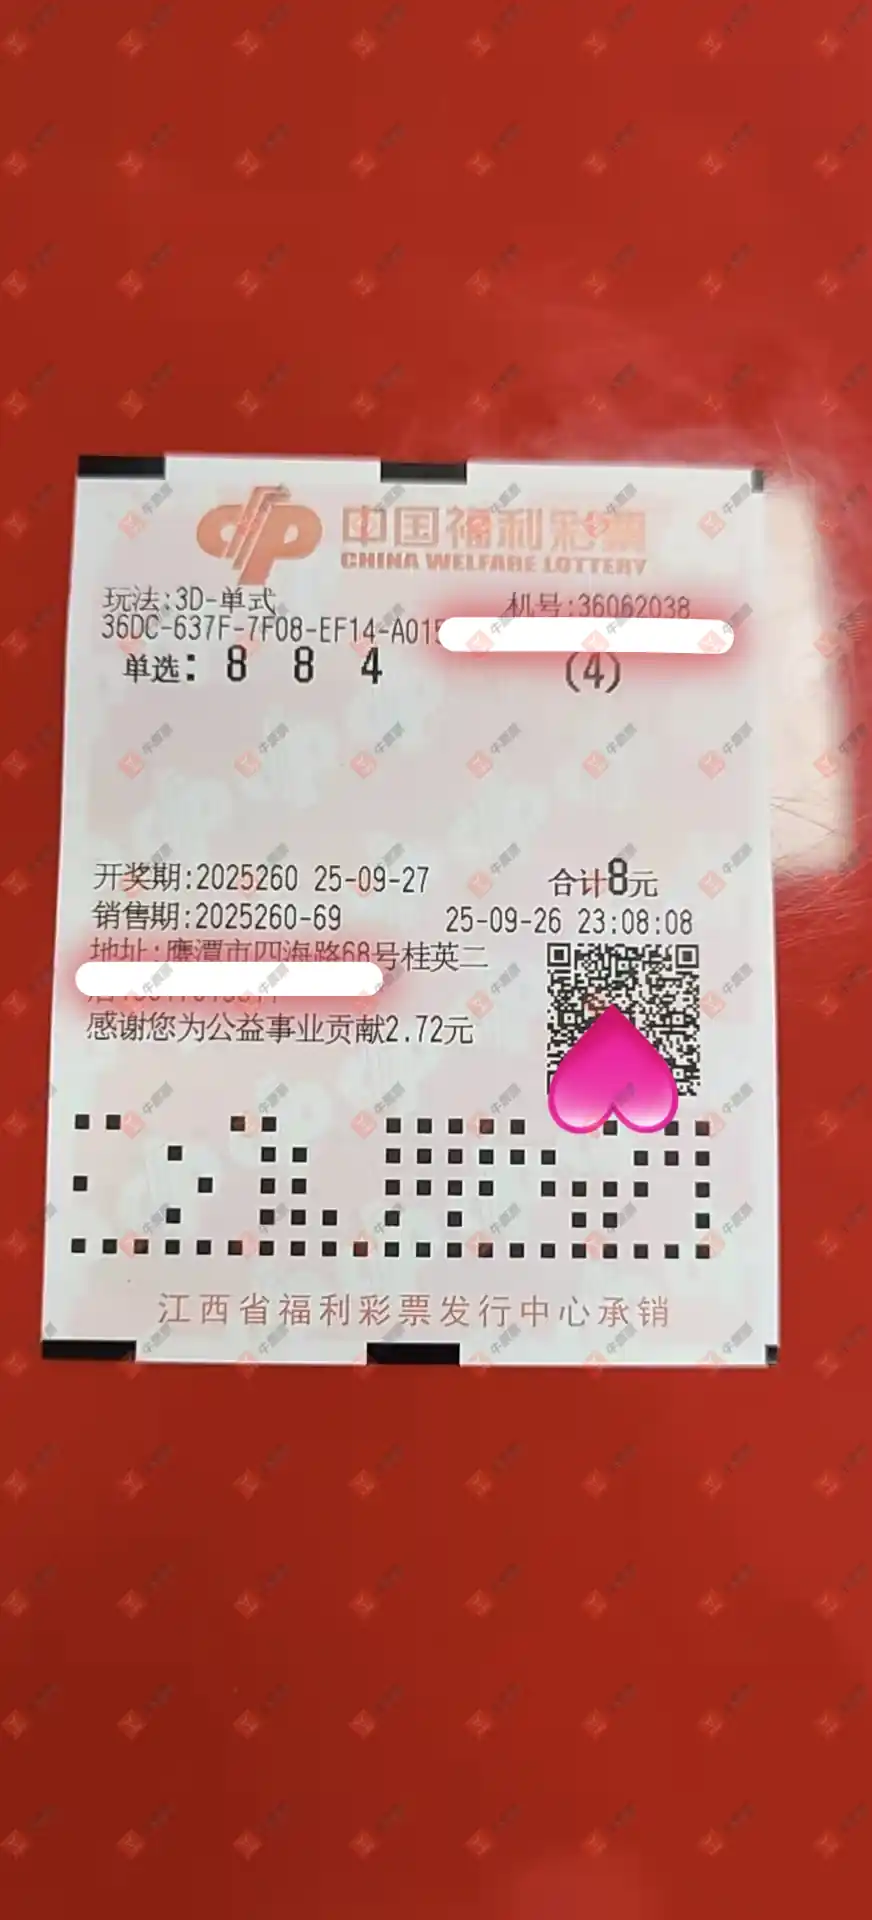 中国福利彩票
CHINA WELFARE LOTTERY
玩法:3D-单式 机号:36062038
36DC-637F-7F08-EF14-A015
单选: 8 8 4 (4)
开奖期:2025260 25-09-27 合计8元
销售期:2025260-69 25-09-26 23:08:08
地址:鹰潭市四海路68号桂英二
感谢您为公益事业贡献2.72元
江西省福利彩票发行中心承销